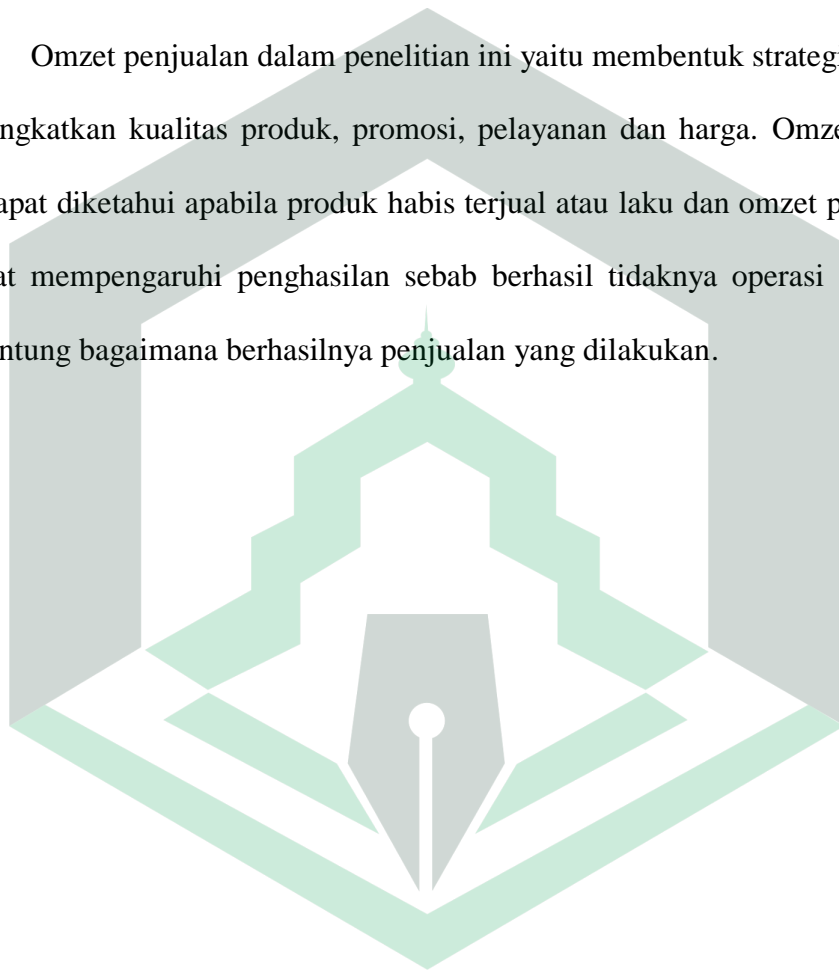 Omzet penjualan dalam penelitian ini yaitu membentuk strateg
ngkatkan kualitas produk, promosi, pelayanan dan harga. Omze
apat diketahui apabila produk habis terjual atau laku dan omzet p
at mempengaruhi penghasilan sebab berhasil tidaknya operasi
ntung bagaimana berhasilnya penjualan yang dilakukan.